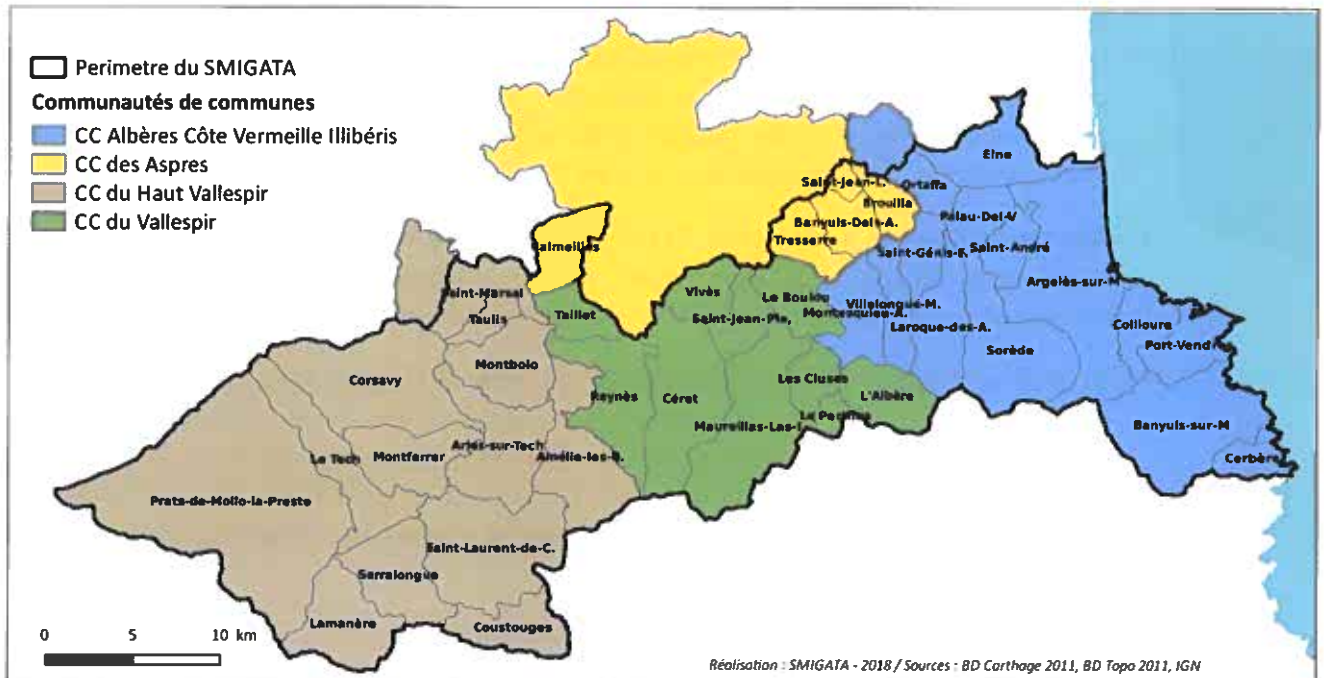 Perimetre du SMIGATA
Communautés de communes
CC Albères Côte Vermeille Illibéris
CC des Aspres
CC du Haut Vallespir
CC du Vallespir
Elne
Saint-Jean-L.
Ortaffa
Brouilla
Banyuls-Dels-A.
Palau-Del-V
Tresserre
Calmeilles
Saint-Génis-F.
Saint-André
Argelès-sur-M
Saint-Marsal
Vivès
Le Boulou
Taillet
Villelongue-M.
Montesquieu-A.
Taulis
Saint-Jean-Pla,
Laroque-des-A.
Collioure
Port-Vendr
Sorède
Montbolo
Corsavy
Les Cluses
L'Albère
Reynès
Céret
Le Perthus
Maureillas-Las-I.
Banyuls-sur-M
Arles-sur-Tech
Amélie-les-B.
Montferrer
Le Tech
Cerbère
Prats-de-Mollo-la-Preste
Saint-Laurent-de-C.
Serralongue
Lamanère
Coustouges
0 5 10 km
Réalisation : SMIGATA - 2018 / Sources : BD Carthage 2011, BD Topo 2011, IGN